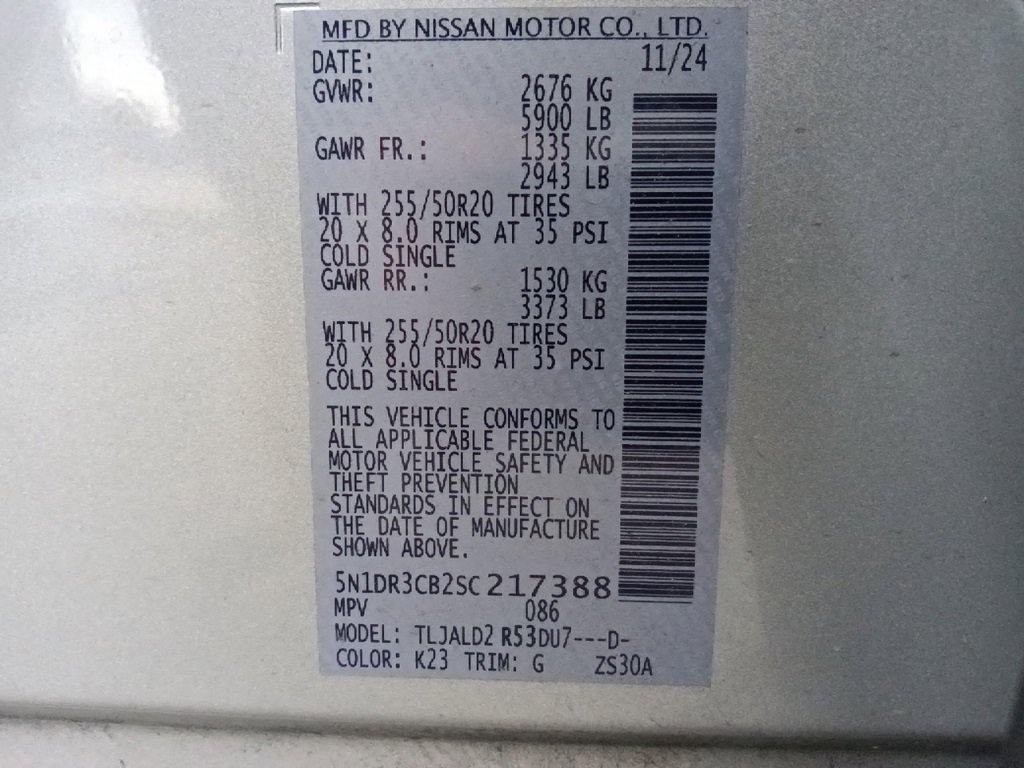 MFD BY NISSAN MOTOR CO., LTD.
DATE: 11/24
GVWR: 2676 KG
5900 LB
GAWR FR.: 1335 KG
2943 LB
WITH 255/50R20 TIRES
20 X 8.0 RIMS AT 35 PSI
COLD SINGLE
GAWR RR.: 1530 KG
3373 LB
WITH 255/50R20 TIRES
20 X 8.0 RIMS AT 35 PSI
COLD SINGLE
THIS VEHICLE CONFORMS TO
ALL APPLICABLE FEDERAL
MOTOR VEHICLE SAFETY AND
THEFT PREVENTION
STANDARDS IN EFFECT ON
THE DATE OF MANUFACTURE
SHOWN ABOVE.
5N1DR3CB2SC217388
MPV 086
MODEL: TLJALD2 R53DU7---D-
COLOR: K23 TRIM: G ZS30A